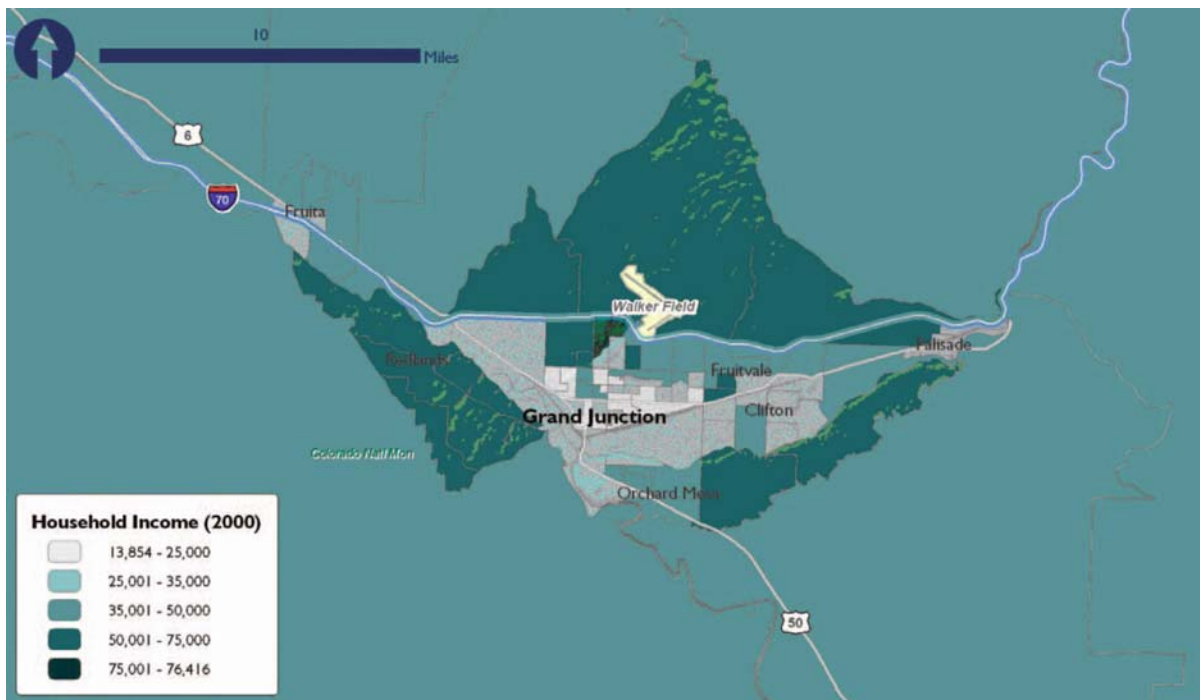 10
Miles
6
70
Fruita
Walker Field
Redlands
Fruitvale
Palisade
Grand Junction
Clifton
Colorado Natl Mon
Orchard Mesa
50
Household Income (2000)
13,854 - 25,000
25,001 - 35,000
35,001 - 50,000
50,001 - 75,000
75,001 - 76,416